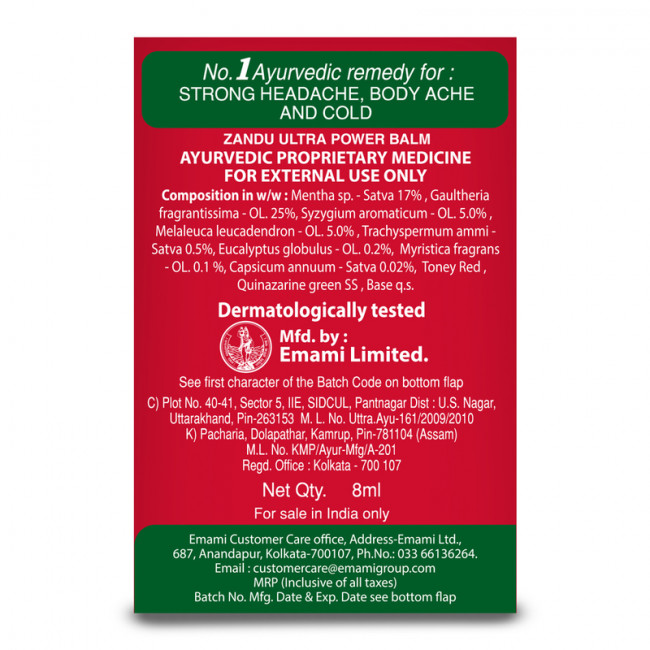 No.1 Ayurvedic remedy for :
STRONG HEADACHE, BODY ACHE
AND COLD
ZANDU ULTRA POWER BALM
AYURVEDIC PROPRIETARY MEDICINE
FOR EXTERNAL USE ONLY
Composition in w/w : Mentha sp. - Satva 17% , Gaultheria
fragrantissima - OL. 25%, Syzygium aromaticum - OL. 5.0% ,
Melaleuca leucadendron - OL. 5.0% , Trachyspermum ammi -
Satva 0.5%, Eucalyptus globulus - OL. 0.2%, Myristica fragrans
- OL. 0.1 %, Capsicum annuum - Satva 0.02%, Toney Red ,
Quinazarine green SS , Base q.s.
Dermatologically tested
Mfd. by :
Emami Limited.
See first character of the Batch Code on bottom flap
C) Plot No. 40-41, Sector 5, IIE, SIDCUL, Pantnagar Dist : U.S. Nagar,
Uttarakhand, Pin-263153 M. L. No. Uttra.Ayu-161/2009/2010
K) Pacharia, Dolapathar, Kamrup, Pin-781104 (Assam)
M.L. No. KMP/Ayur-Mfg/A-201
Regd. Office : Kolkata - 700 107
Net Qty. 8ml
For sale in India only
Emami Customer Care office, Address-Emami Ltd.,
687, Anandapur, Kolkata-700107, Ph.No.: 033 66136264.
Email : customercare@emamigroup.com
MRP (Inclusive of all taxes)
Batch No. Mfg. Date & Exp. Date see bottom flap